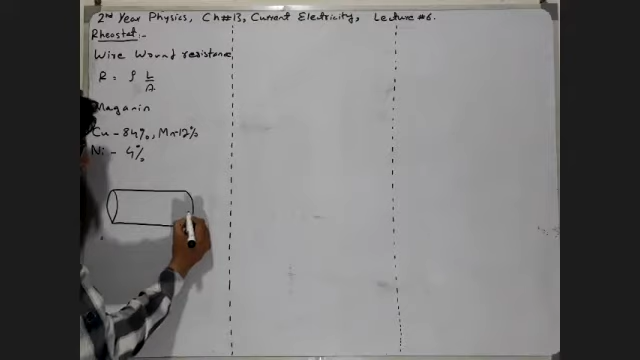 2nd Year Physics, Ch#13, Current Electricity, Lecture #6.
Rheostat:-
Wire Wound resistance
R = ρ L/A
Maganin
Cu - 84%, Mn-12%
Ni - 4%